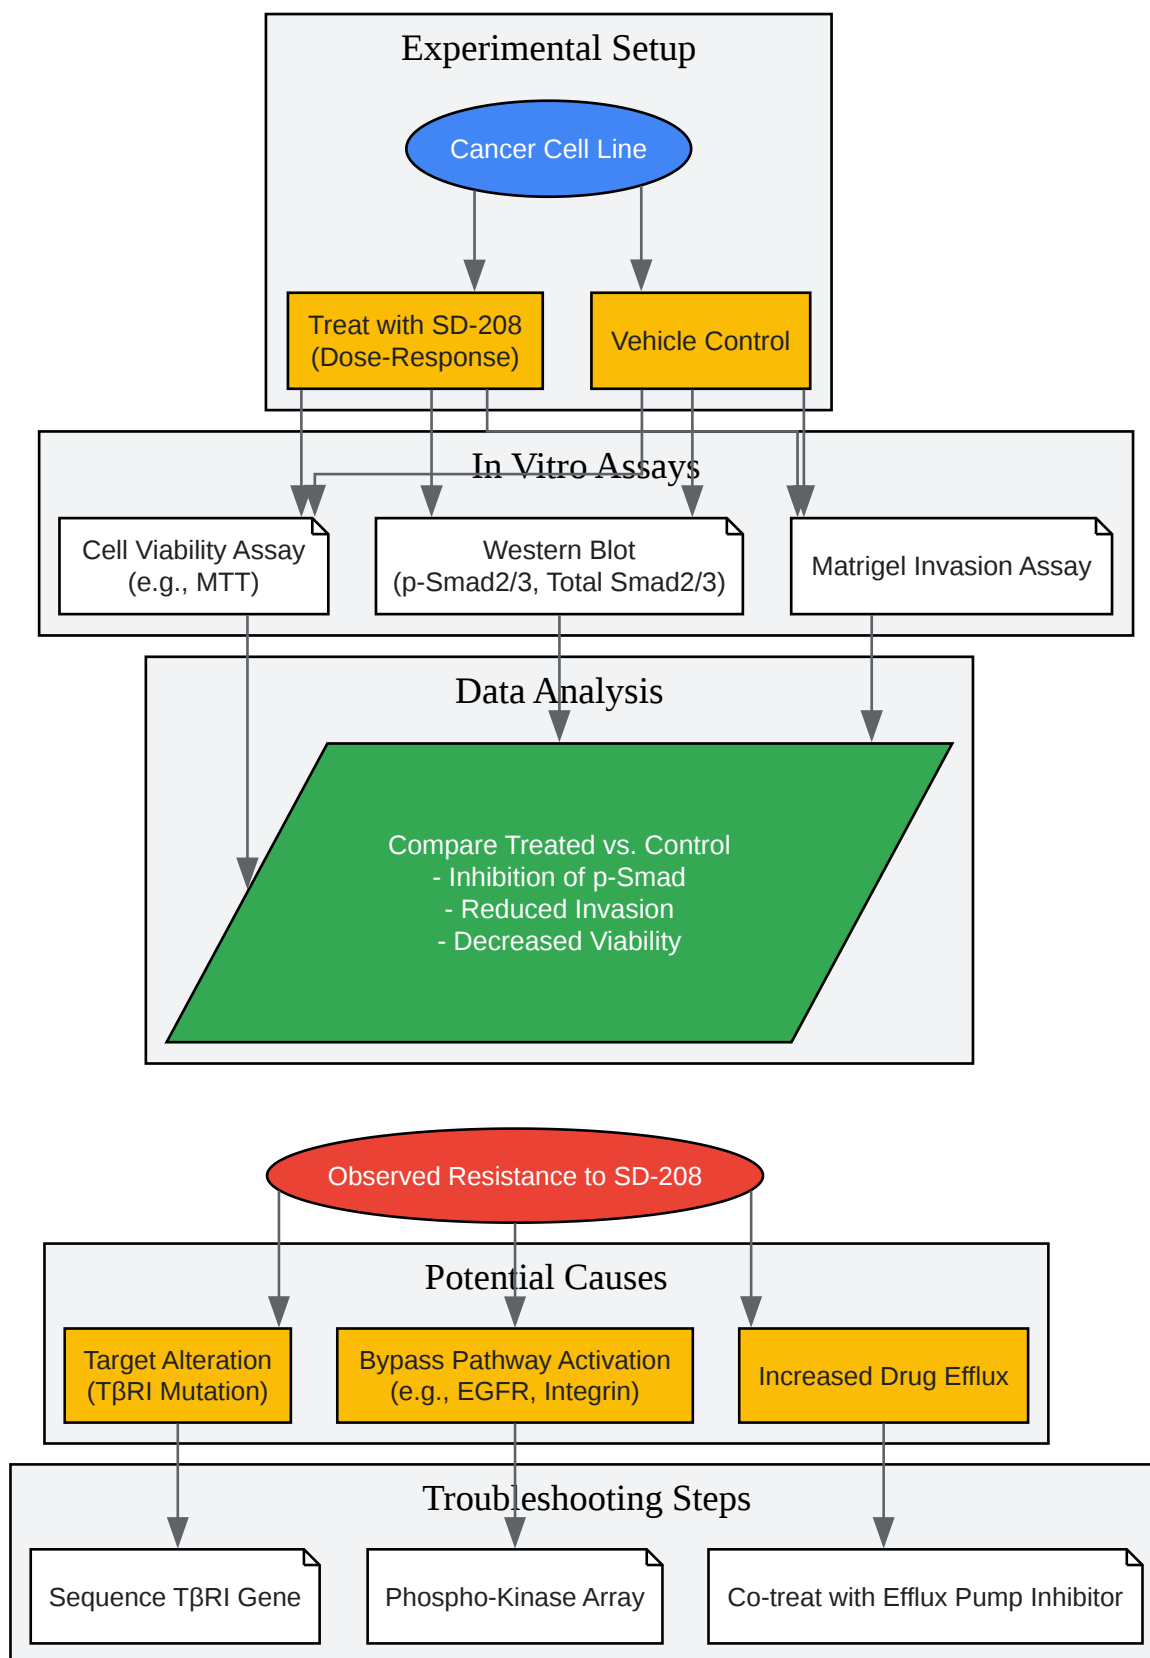 Experimental Setup
Cancer Cell Line
Treat with SD-208
(Dose-Response)
Vehicle Control
In Vitro Assays
Cell Viability Assay
(e.g., MTT)
Western Blot
(p-Smad2/3, Total Smad2/3)
Matrigel Invasion Assay
Data Analysis
Compare Treated vs. Control
- Inhibition of p-Smad
- Reduced Invasion
- Decreased Viability
Observed Resistance to SD-208
Potential Causes
Target Alteration
(TβRI Mutation)
Bypass Pathway Activation
(e.g., EGFR, Integrin)
Increased Drug Efflux
Troubleshooting Steps
Sequence TβRI Gene
Phospho-Kinase Array
Co-treat with Efflux Pump Inhibitor